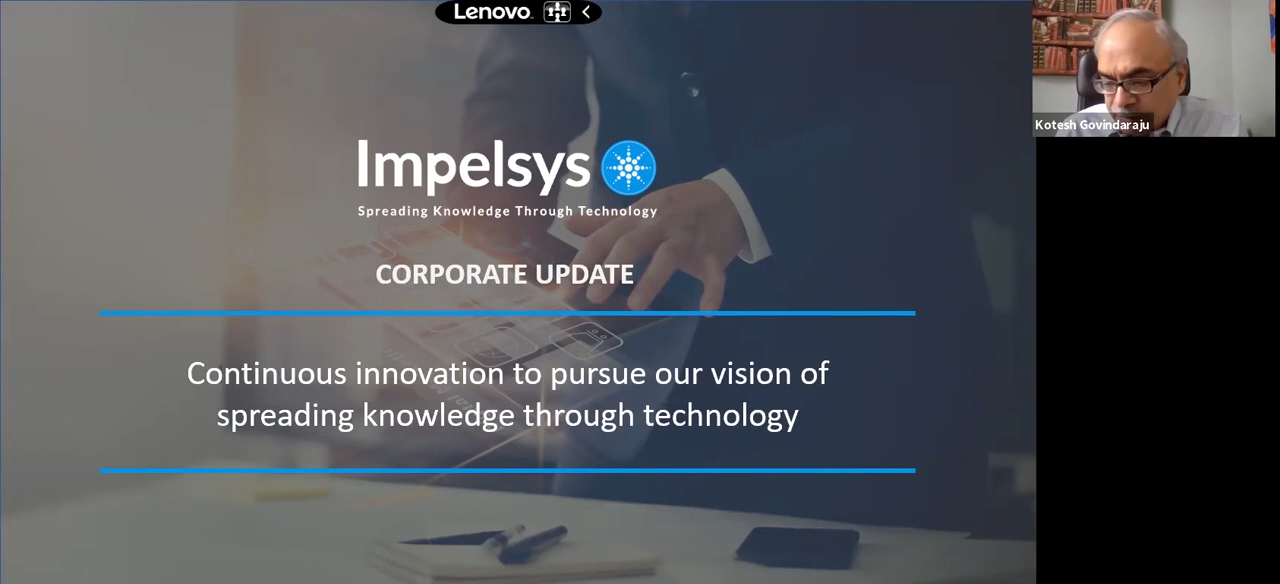 Lenovo
Impelsys
Spreading Knowledge Through Technology
CORPORATE UPDATE
Continuous innovation to pursue our vision of
spreading knowledge through technology
Kotesh Govindaraju